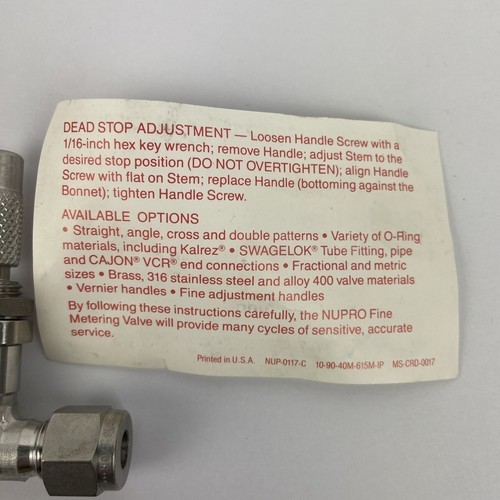 DEAD STOP ADJUSTMENT — Loosen Handle Screw with a
1/16-inch hex key wrench; remove Handle; adjust Stem to the
desired stop position (DO NOT OVERTIGHTEN); align Handle
Screw with flat on Stem; replace Handle (bottoming against the
Bonnet); tighten Handle Screw.
AVAILABLE OPTIONS
• Straight, angle, cross and double patterns • Variety of O-Ring
materials, including Kalrez® • SWAGELOK® Tube Fitting, pipe
and CAJON® VCR® end connections • Fractional and metric
sizes • Brass, 316 stainless steel and alloy 400 valve materials
• Vernier handles • Fine adjustment handles
By following these instructions carefully, the NUPRO Fine
Metering Valve will provide many cycles of sensitive, accurate
service.
Printed in U.S.A. NUP-0117-C 10-90-40M-615M-IP MS-CRD-0017